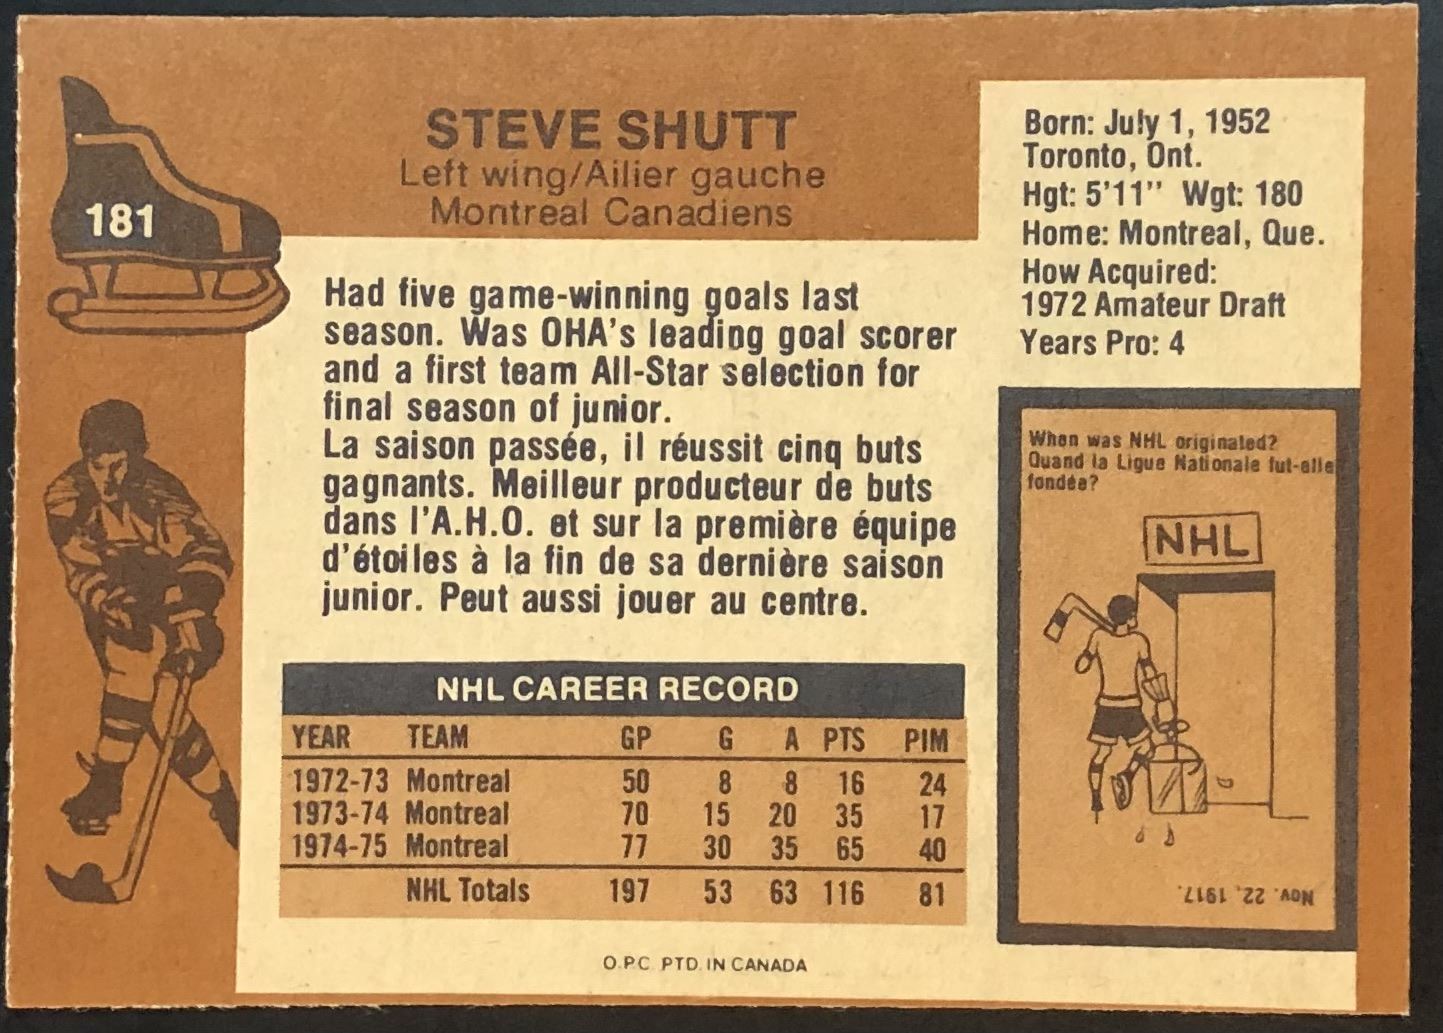 181
STEVE SHUTT
Left wing/Ailier gauche
Montreal Canadiens
Born: July 1, 1952
Toronto, Ont.
Hgt: 5'11'' Wgt: 180
Home: Montreal, Que.
How Acquired:
1972 Amateur Draft
Years Pro: 4
Had five game-winning goals last
season. Was OHA's leading goal scorer
and a first team All-Star selection for
final season of junior.
La saison passée, il réussit cinq buts
gagnants. Meilleur producteur de buts
dans l'A.H.O. et sur la première équipe
d'étoiles à la fin de sa dernière saison
junior. Peut aussi jouer au centre.
NHL CAREER RECORD
YEAR TEAM GP G A PTS PIM
1972-73 Montreal 50 8 8 16 24
1973-74 Montreal 70 15 20 35 17
1974-75 Montreal 77 30 35 65 40
NHL Totals 197 53 63 116 81
When was NHL originated?
Quand la Ligue Nationale fut-elle
fondée?
NHL
Nov. 22, 1917.
O.P.C. PTD. IN CANADA